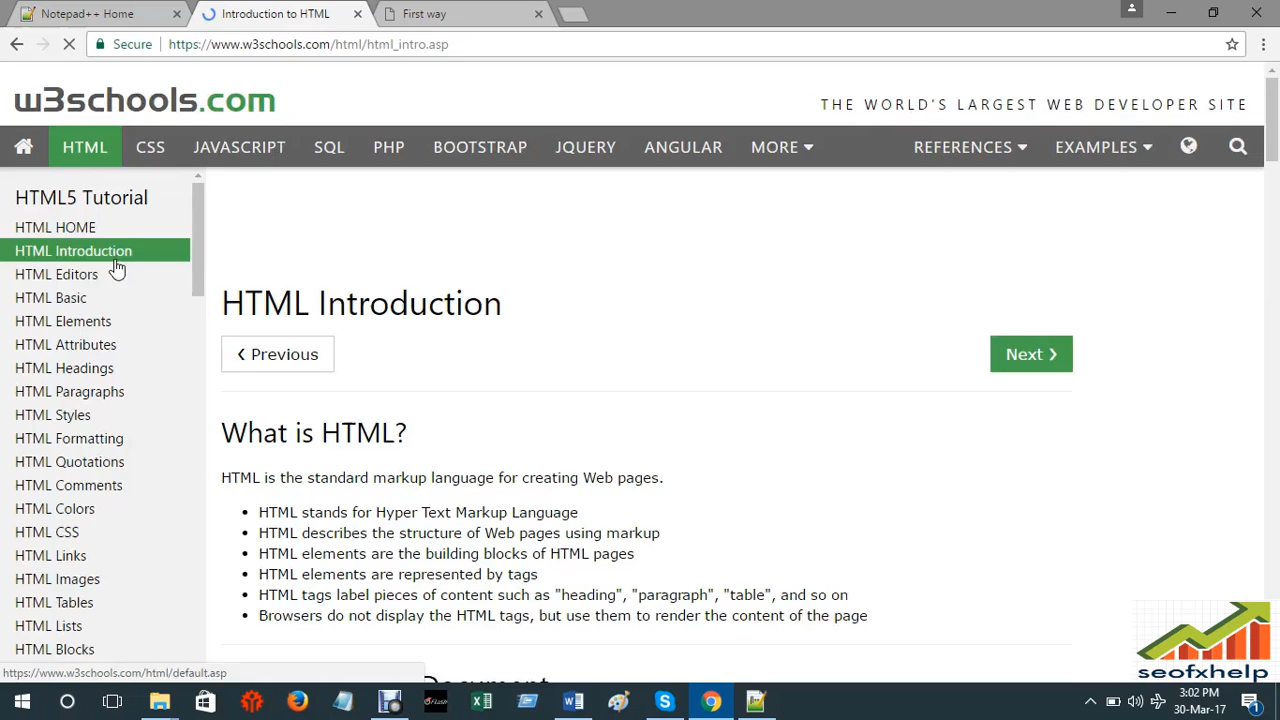 Notepad++ Home
Introduction to HTML
First way
Secure
https://www.w3schools.com/html/html_intro.asp
w3schools.com
THE WORLD'S LARGEST WEB DEVELOPER SITE
HTML CSS JAVASCRIPT SQL PHP BOOTSTRAP JQUERY ANGULAR MORE REFERENCES EXAMPLES
HTML5 Tutorial
HTML HOME
HTML Introduction
HTML Editors
HTML Basic
HTML Elements
HTML Attributes
HTML Headings
HTML Paragraphs
HTML Styles
HTML Formatting
HTML Quotations
HTML Comments
HTML Colors
HTML CSS
HTML Links
HTML Images
HTML Tables
HTML Lists
HTML Blocks
HTML Introduction
❮ Previous
Next ❯
What is HTML?
HTML is the standard markup language for creating Web pages.
• HTML stands for Hyper Text Markup Language
• HTML describes the structure of Web pages using markup
• HTML elements are the building blocks of HTML pages
• HTML elements are represented by tags
• HTML tags label pieces of content such as "heading", "paragraph", "table", and so on
• Browsers do not display the HTML tags, but use them to render the content of the page
Document
https://www.w3schools.com/html/default.asp
seofxhelp
Flash
3:02 PM
30-Mar-17
1